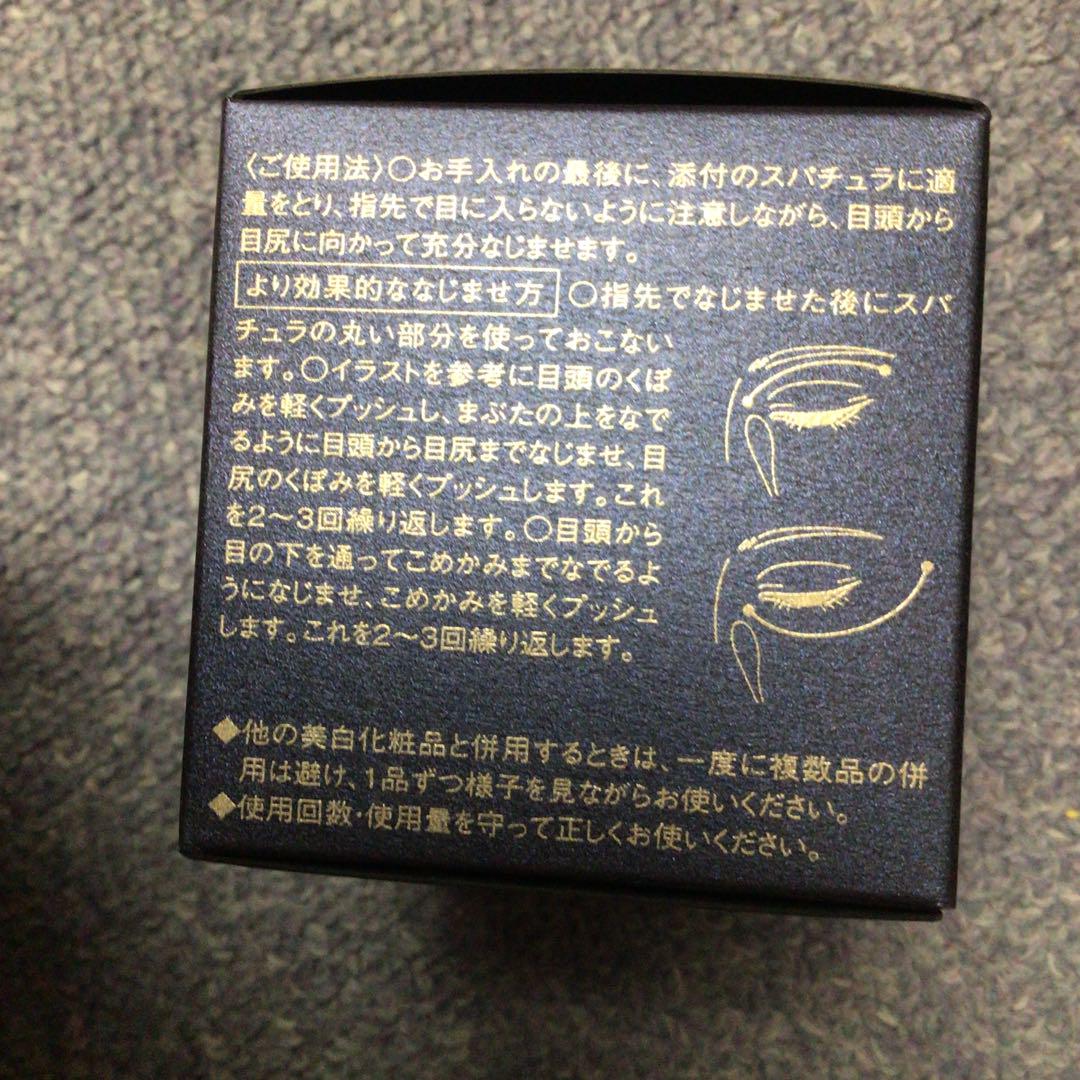 〈ご使用法〉○お手入れの最後に、添付のスパチュラに適
量をとり、指先で目に入らないように注意しながら、目頭から
目尻に向かって充分なじませます。
より効果的ななじませ方 ○指先でなじませた後にスパ
チュラの丸い部分を使っておこない
ます。○イラストを参考に目頭のくぼ
みを軽くプッシュし、まぶたの上をなで
るように目頭から目尻までなじませ、目
尻のくぼみを軽くプッシュします。これ
を2～3回繰り返します。○目頭から
目の下を通ってこめかみまでなでるよ
うになじませ、こめかみを軽くプッシュ
します。これを2～3回繰り返します。
◆他の美白化粧品と併用するときは、一度に複数品の併
用は避け、1品ずつ様子を見ながらお使いください。
◆使用回数・使用量を守って正しくお使いください。